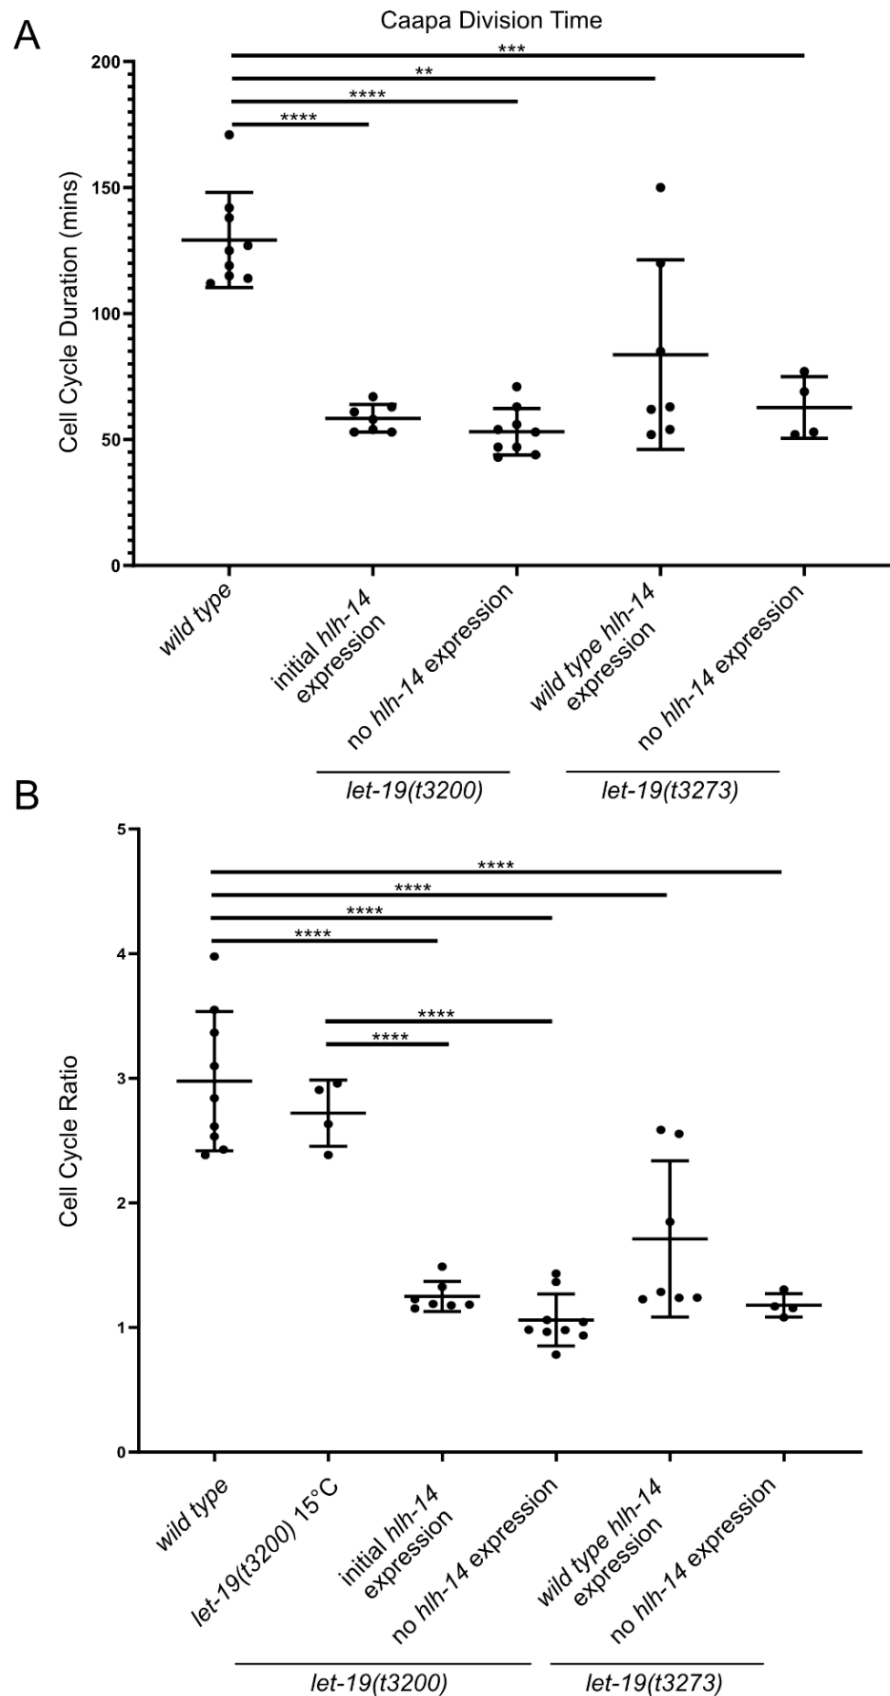 A
Caapa Division Time
***
**
****
****
200
150
100
50
0
Cell Cycle Duration (mins)
wild type
initial hlh-14
expression
no hlh-14 expression
wild type hlh-14
expression
no hlh-14 expression
let-19(t3200)
let-19(t3273)
B
5
4
3
2
1
0
Cell Cycle Ratio
****
****
****
****
****
****
wild type
let-19(t3200) 15°C
initial hlh-14
expression
no hlh-14 expression
wild type hlh-14
expression
no hlh-14 expression
let-19(t3200)
let-19(t3273)